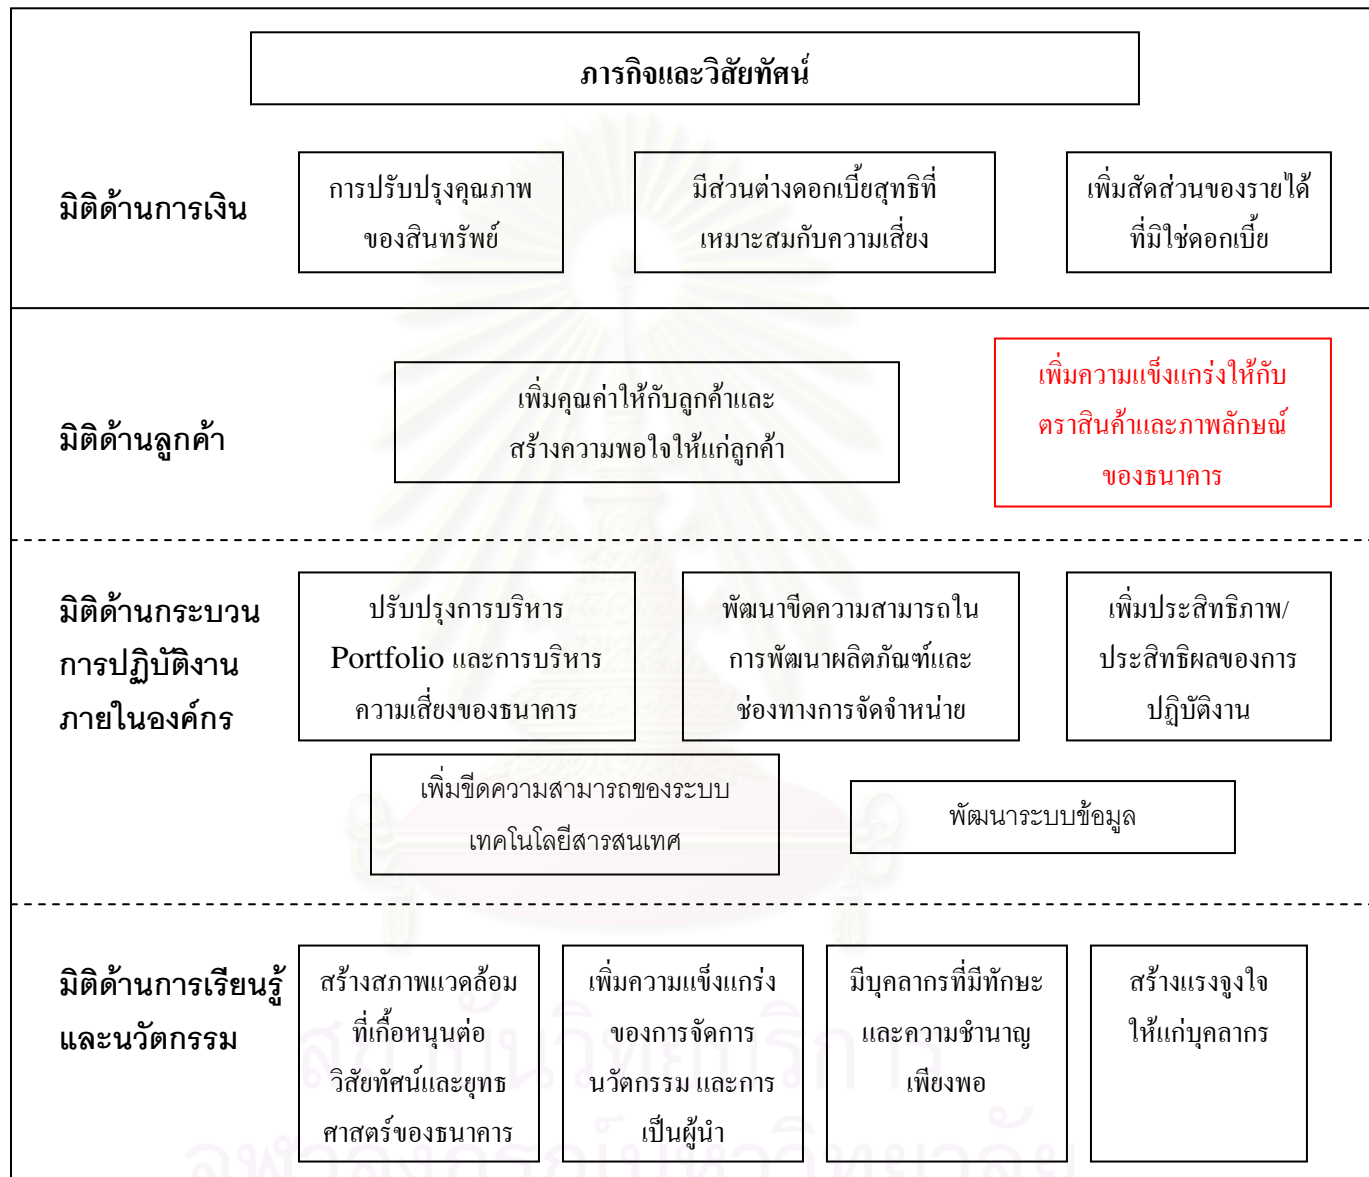 ภารกิจและวิสัยทัศน์
มิติด้านการเงิน
การปรับปรุงคุณภาพ
ของสินทรัพย์
มีส่วนต่างดอกเบี้ยสุทธิที่
เหมาะสมกับความเสี่ยง
เพิ่มสัดส่วนของรายได้
ที่มิใช่ดอกเบี้ย
มิติด้านลูกค้า
เพิ่มคุณค่าให้กับลูกค้าและ
สร้างความพอใจให้แก่ลูกค้า
เพิ่มความแข็งแกร่งให้กับ
ตราสินค้าและภาพลักษณ์
ของธนาคาร
มิติด้านกระบวน
การปฏิบัติงาน
ภายในองค์กร
ปรับปรุงการบริหาร
Portfolio และการบริหาร
ความเสี่ยงของธนาคาร
พัฒนาขีดความสามารถใน
การพัฒนาผลิตภัณฑ์และ
ช่องทางการจัดจำหน่าย
เพิ่มประสิทธิภาพ/
ประสิทธิผลของการ
ปฏิบัติงาน
เพิ่มขีดความสามารถของระบบ
เทคโนโลยีสารสนเทศ
พัฒนาระบบข้อมูล
มิติด้านการเรียนรู้
และนวัตกรรม
สร้างสภาพแวดล้อม
ที่เกื้อหนุนต่อ
วิสัยทัศน์และยุทธ
ศาสตร์ของธนาคาร
เพิ่มความแข็งแกร่ง
ของการจัดการ
นวัตกรรม และการ
เป็นผู้นำ
มีบุคลากรที่มีทักษะ
และความชำนาญ
เพียงพอ
สร้างแรงจูงใจ
ให้แก่บุคลากร
สถาบันวิทยบริการ
จุฬาลงกรณ์มหาวิทยาลัย